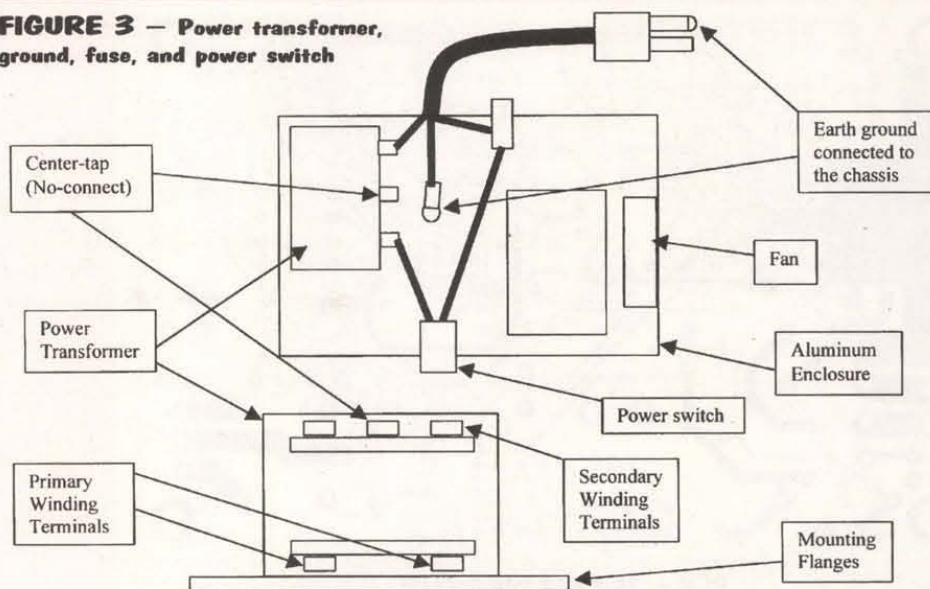 FIGURE 3 – Power transformer,
ground, fuse, and power switch
Center-tap
(No-connect)
Earth ground
connected to
the chassis
Fan
Power
Transformer
Aluminum
Enclosure
Power switch
Primary
Winding
Terminals
Secondary
Winding
Terminals
Mounting
Flanges